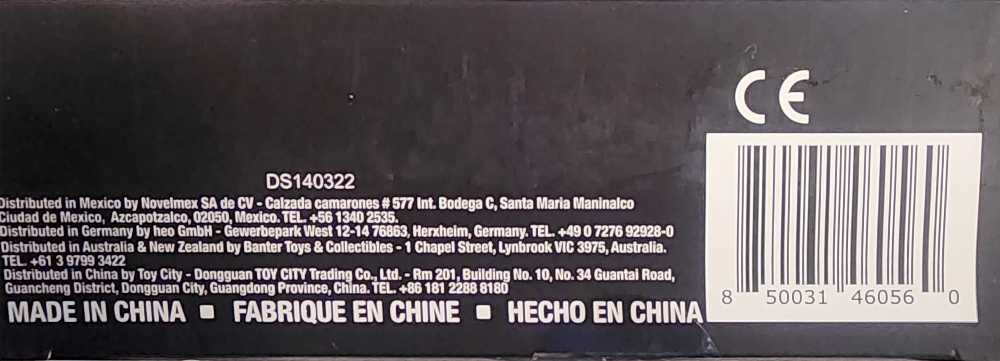 CE
DS140322
Distributed in Mexico by Novelmex SA de CV - Calzada camarones # 577 Int. Bodega C, Santa Maria Maninalco
Ciudad de Mexico, Azcapotzalco, 02050, Mexico. TEL. +56 1340 2535.
Distributed in Germany by heo GmbH - Gewerbepark West 12-14 76863, Herxheim, Germany. TEL. +49 0 7276 92928-0
Distributed in Australia & New Zealand by Banter Toys & Collectibles - 1 Chapel Street, Lynbrook VIC 3975, Australia.
TEL. +61 3 9799 3422
Distributed in China by Toy City - Dongguan TOY CITY Trading Co., Ltd. - Rm 201, Building No. 10, No. 34 Guantai Road,
Guancheng District, Dongguan City, Guangdong Province, China. TEL. +86 181 2288 8180
MADE IN CHINA ■ FABRIQUE EN CHINE ■ HECHO EN CHINA
8 50031 46056 0